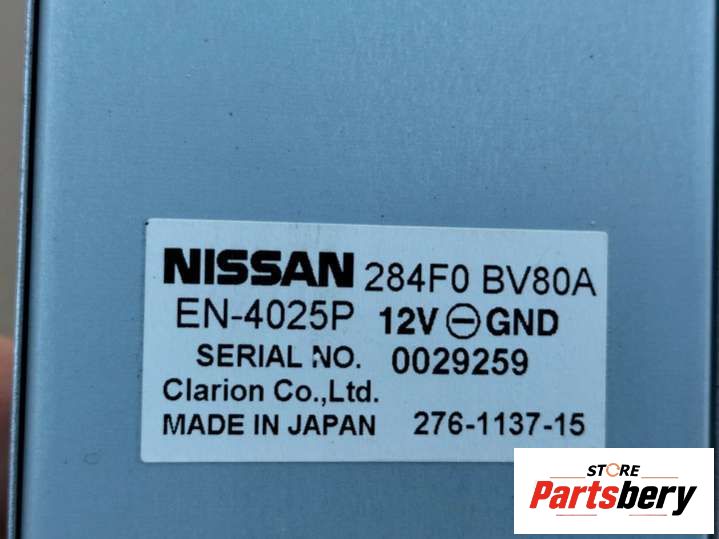 NISSAN 284F0 BV80A
EN-4025P 12V ⊖ GND
SERIAL NO. 0029259
Clarion Co.,Ltd.
MADE IN JAPAN 276-1137-15
STORE
Partsbery